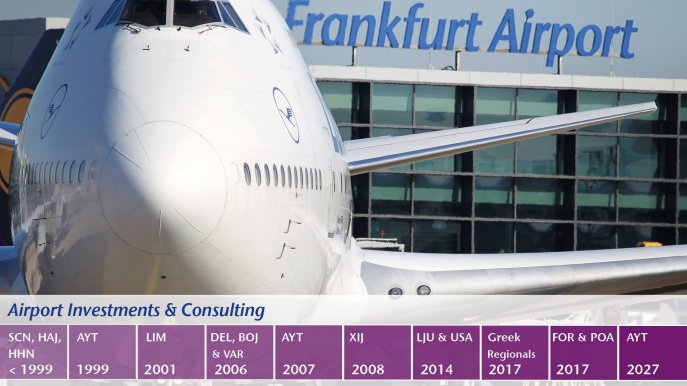 Frankfurt Airport
Airport Investments & Consulting
SCN, HAJ,
HHN
< 1999
AYT
1999
LIM
2001
DEL, BOJ
& VAR
2006
AYT
2007
XIJ
2008
LJU & USA
2014
Greek
Regionals
2017
FOR & POA
2017
AYT
2027